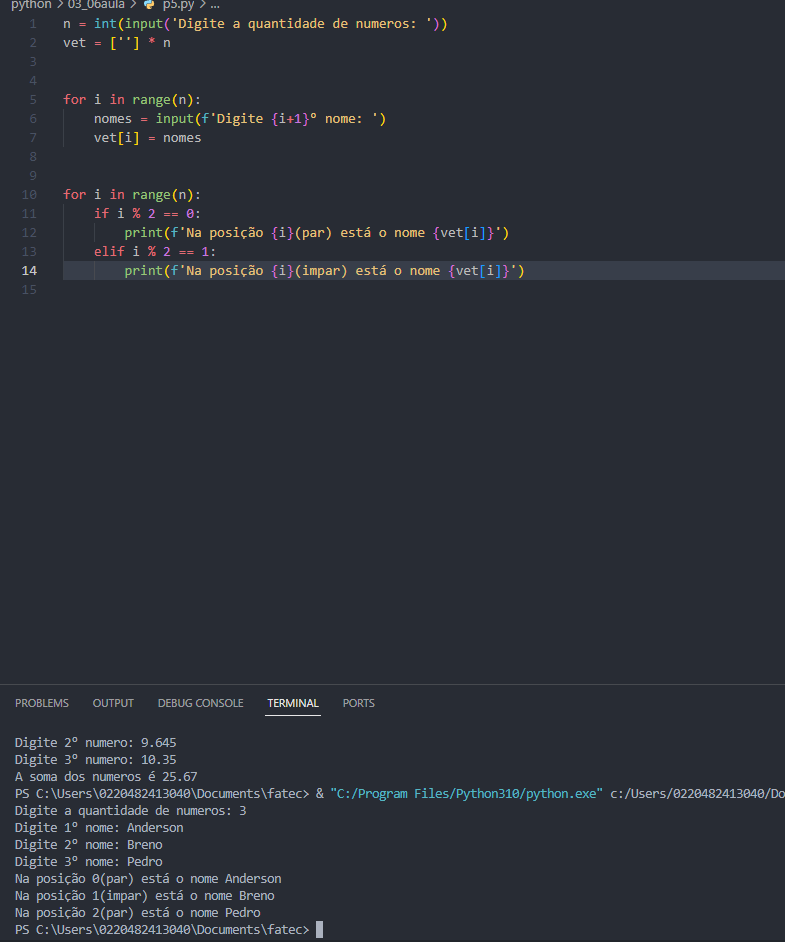 python > 03_06aula > p5.py > ...
1 n = int(input('Digite a quantidade de numeros: '))
2 vet = [''] * n
3
4
5 for i in range(n):
6 nomes = input(f'Digite {i+1}º nome: ')
7 vet[i] = nomes
8
9
10 for i in range(n):
11 if i % 2 == 0:
12 print(f'Na posição {i}(par) está o nome {vet[i]}')
13 elif i % 2 == 1:
14 print(f'Na posição {i}(impar) está o nome {vet[i]}')
15
PROBLEMS OUTPUT DEBUG CONSOLE TERMINAL PORTS
Digite 2º numero: 9.645
Digite 3º numero: 10.35
A soma dos numeros é 25.67
PS C:\Users\0220482413040\Documents\fatec> & "C:/Program Files/Python310/python.exe" c:/Users/0220482413040/Do
Digite a quantidade de numeros: 3
Digite 1º nome: Anderson
Digite 2º nome: Breno
Digite 3º nome: Pedro
Na posição 0(par) está o nome Anderson
Na posição 1(impar) está o nome Breno
Na posição 2(par) está o nome Pedro
PS C:\Users\0220482413040\Documents\fatec>